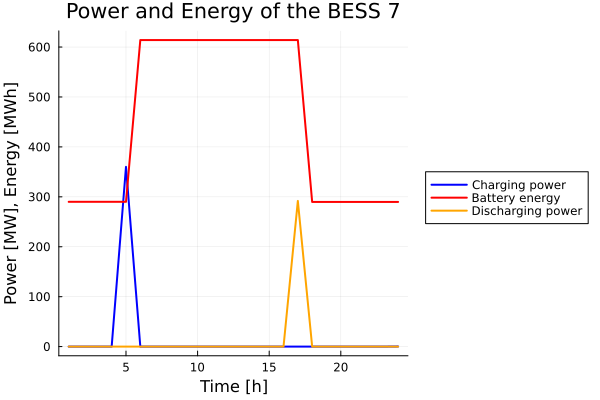 Power and Energy of the BESS 7
Power [MW], Energy [MWh]
600
500
400
300
200
100
0
5
10
15
20
Time [h]
Charging power
Battery energy
Discharging power